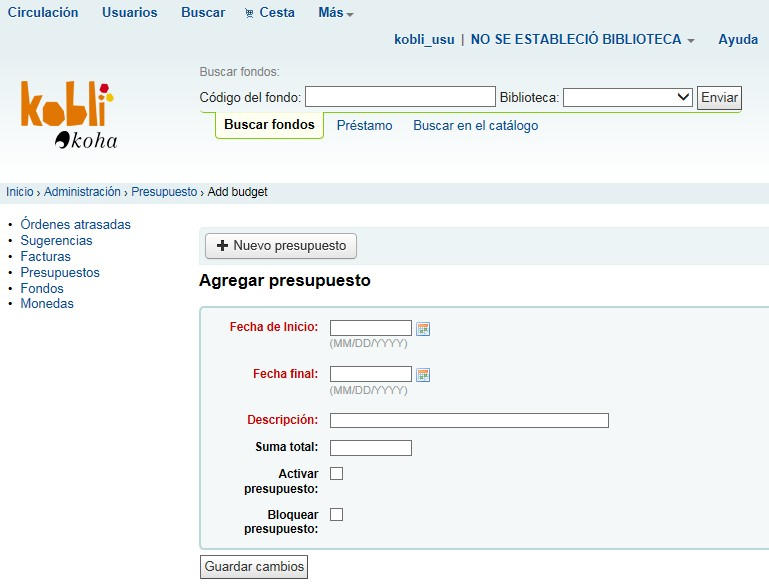 Circulación Usuarios Buscar Cesta Más
kobli_usu | NO SE ESTABLECIÓ BIBLIOTECA Ayuda
kobli
koha
Buscar fondos:
Código del fondo: Biblioteca: Enviar
Buscar fondos Préstamo Buscar en el catálogo
Inicio › Administración › Presupuesto › Add budget
• Órdenes atrasadas
• Sugerencias
• Facturas
• Presupuestos
• Fondos
• Monedas
+ Nuevo presupuesto
Agregar presupuesto
Fecha de Inicio:
(MM/DD/YYYY)
Fecha final:
(MM/DD/YYYY)
Descripción:
Suma total:
Activar
presupuesto:
Bloquear
presupuesto:
Guardar cambios